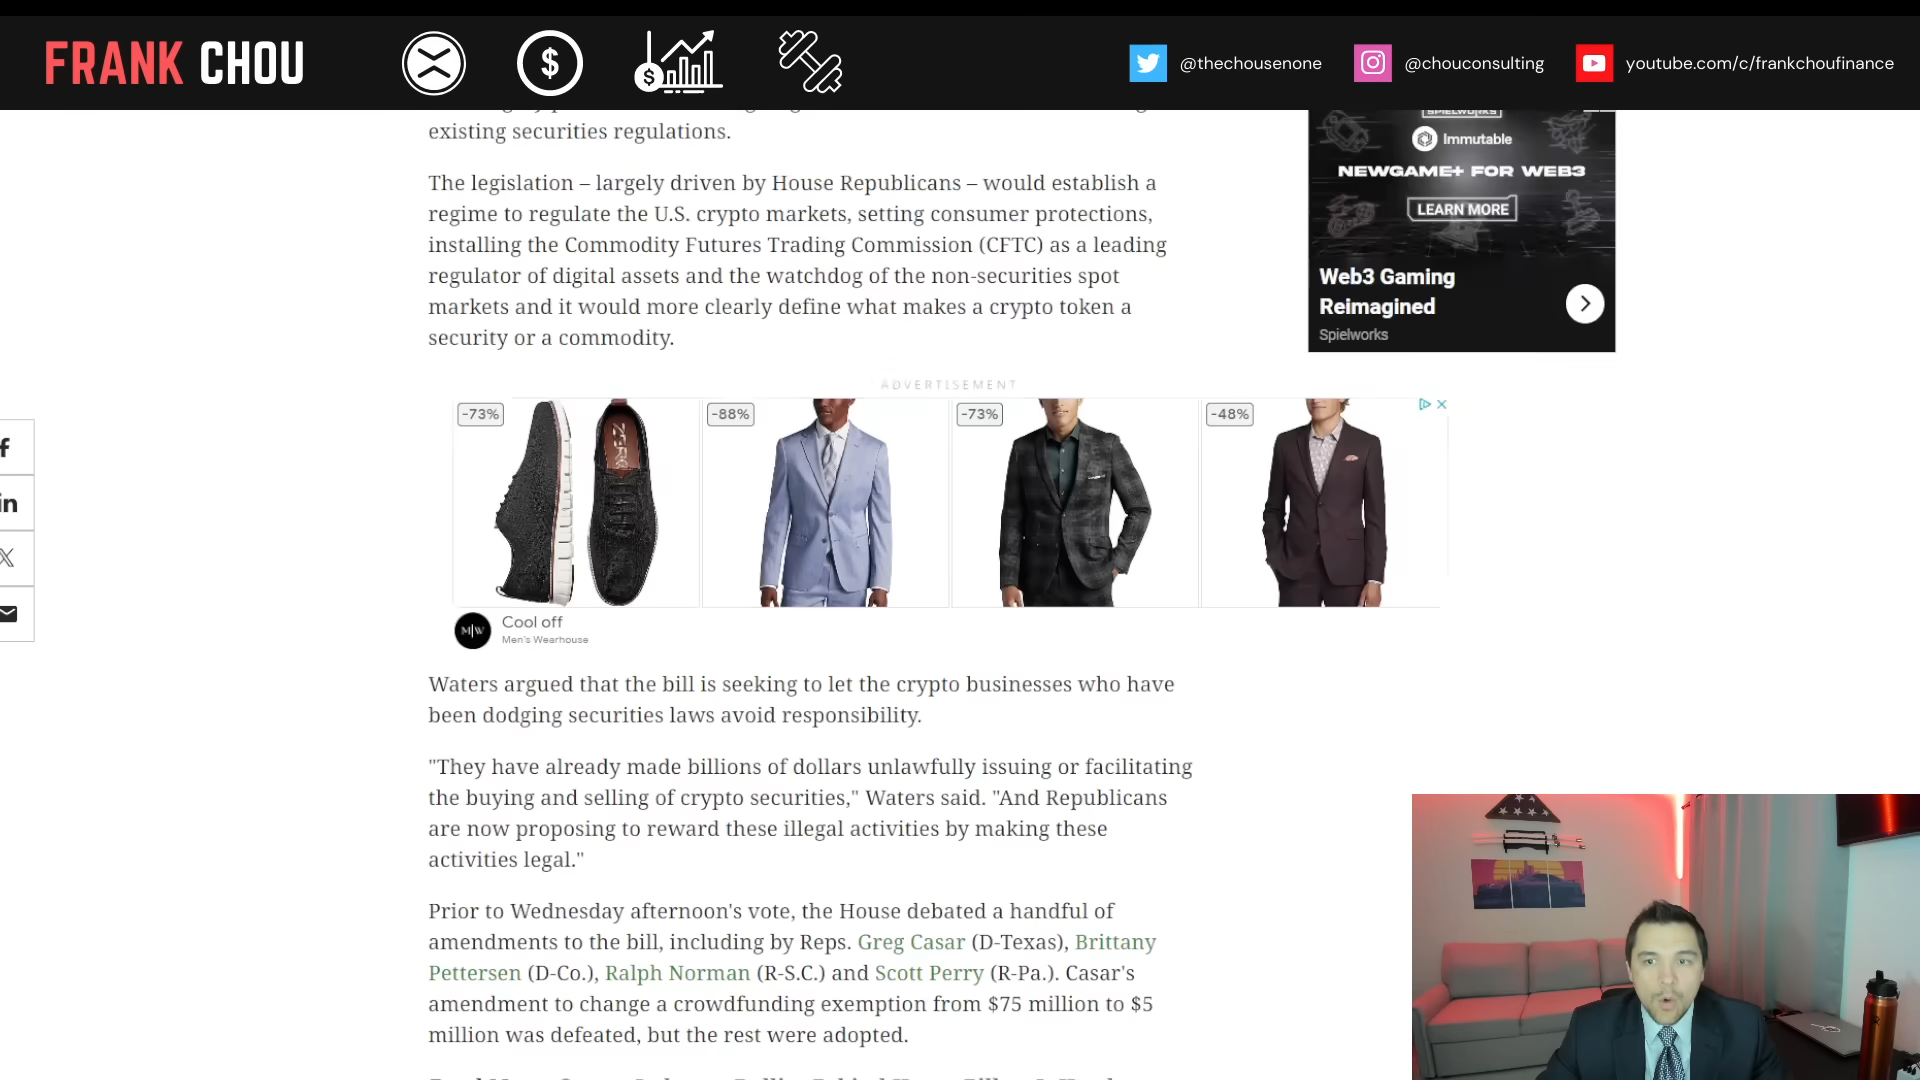 FRANK CHOU
@thechousenone
@chouconsulting
youtube.com/c/frankchoufinance
existing securities regulations.
The legislation – largely driven by House Republicans – would establish a
regime to regulate the U.S. crypto markets, setting consumer protections,
installing the Commodity Futures Trading Commission (CFTC) as a leading
regulator of digital assets and the watchdog of the non-securities spot
markets and it would more clearly define what makes a crypto token a
security or a commodity.
SPIELWORKS
Immutable
NEWGAME+ FOR WEB3
LEARN MORE
Web3 Gaming
Reimagined
Spielworks
ADVERTISEMENT
-73%
-88%
-73%
-48%
M|W
Cool off
Men's Wearhouse
Waters argued that the bill is seeking to let the crypto businesses who have
been dodging securities laws avoid responsibility.
"They have already made billions of dollars unlawfully issuing or facilitating
the buying and selling of crypto securities," Waters said. "And Republicans
are now proposing to reward these illegal activities by making these
activities legal."
Prior to Wednesday afternoon's vote, the House debated a handful of
amendments to the bill, including by Reps. Greg Casar (D-Texas), Brittany
Pettersen (D-Co.), Ralph Norman (R-S.C.) and Scott Perry (R-Pa.). Casar's
amendment to change a crowdfunding exemption from $75 million to $5
million was defeated, but the rest were adopted.